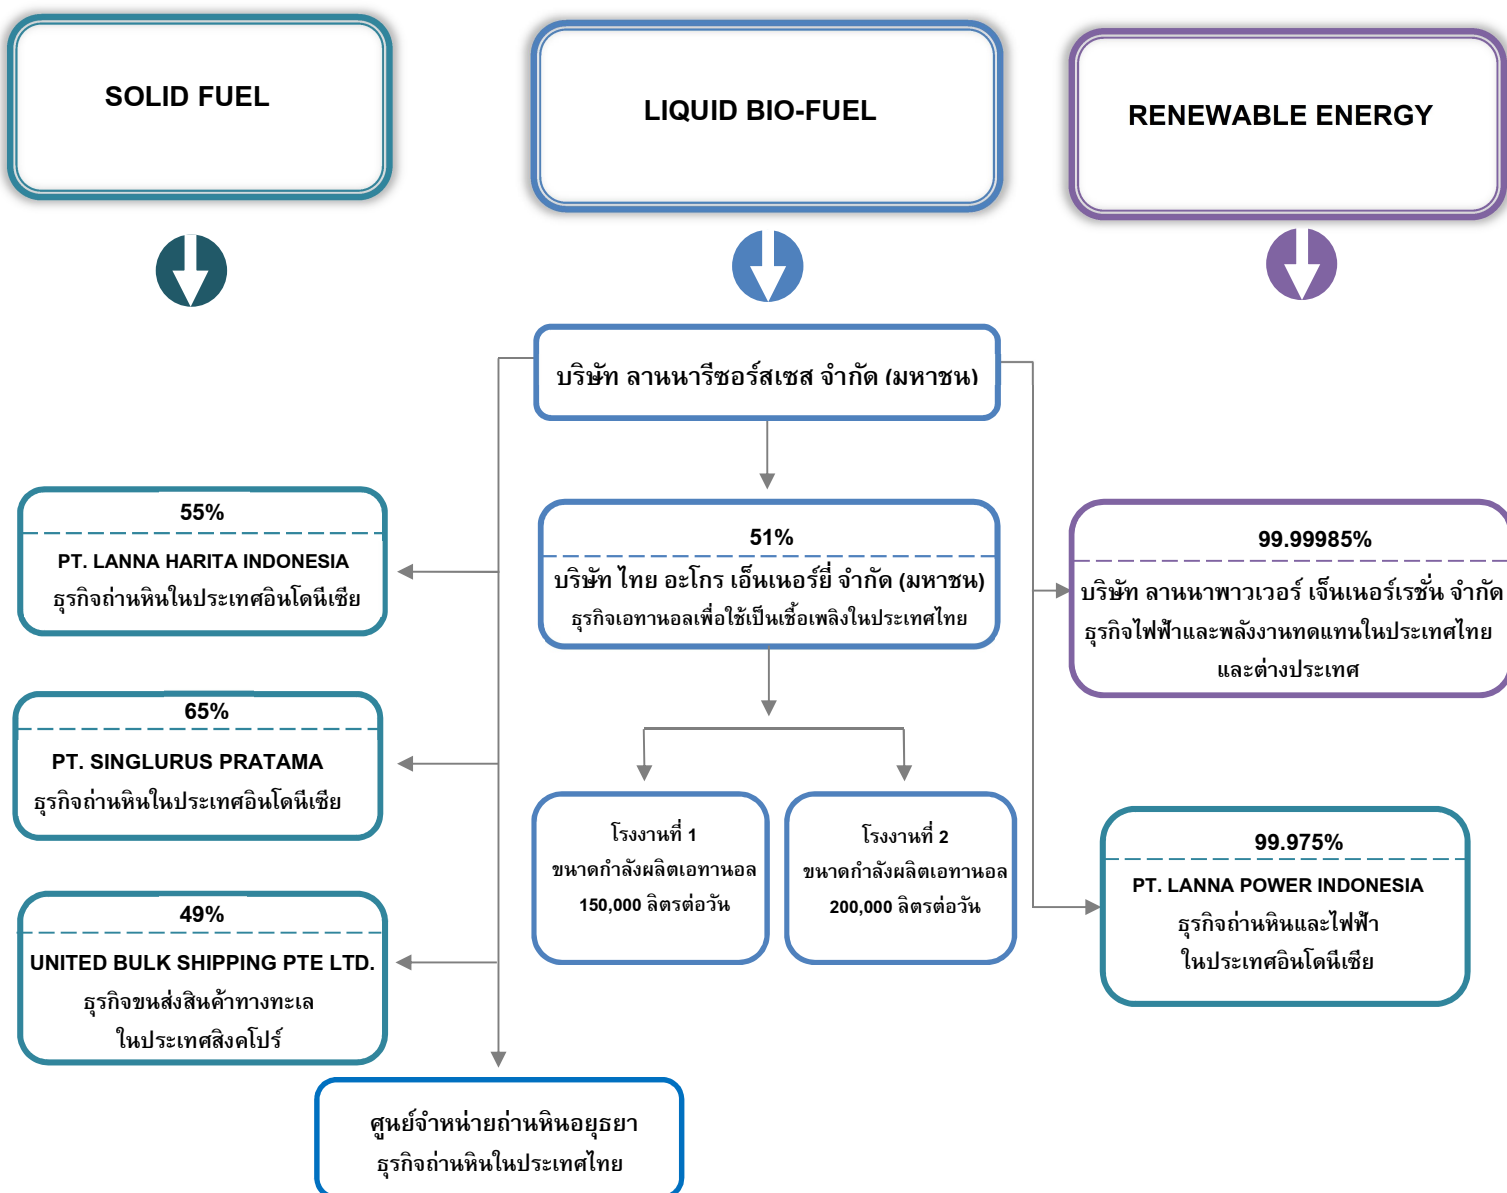 SOLID FUEL
LIQUID BIO-FUEL
RENEWABLE ENERGY
บริษัท ลานนารีซอร์สเซส จำกัด (มหาชน)
55%
PT. LANNA HARITA INDONESIA
ธุรกิจถ่านหินในประเทศอินโดนีเซีย
65%
PT. SINGLURUS PRATAMA
ธุรกิจถ่านหินในประเทศอินโดนีเซีย
49%
UNITED BULK SHIPPING PTE LTD.
ธุรกิจขนส่งสินค้าทางทะเล
ในประเทศสิงคโปร์
ศูนย์จำหน่ายถ่านหินอยุธยา
ธุรกิจถ่านหินในประเทศไทย
51%
บริษัท ไทย อะโกร เอ็นเนอร์ยี่ จำกัด (มหาชน)
ธุรกิจเอทานอลเพื่อใช้เป็นเชื้อเพลิงในประเทศไทย
โรงงานที่ 1
ขนาดกำลังผลิตเอทานอล
150,000 ลิตรต่อวัน
โรงงานที่ 2
ขนาดกำลังผลิตเอทานอล
200,000 ลิตรต่อวัน
99.99985%
บริษัท ลานนาพาวเวอร์ เจ็นเนอร์เรชั่น จำกัด
ธุรกิจไฟฟ้าและพลังงานทดแทนในประเทศไทย
และต่างประเทศ
99.975%
PT. LANNA POWER INDONESIA
ธุรกิจถ่านหินและไฟฟ้า
ในประเทศอินโดนีเซีย